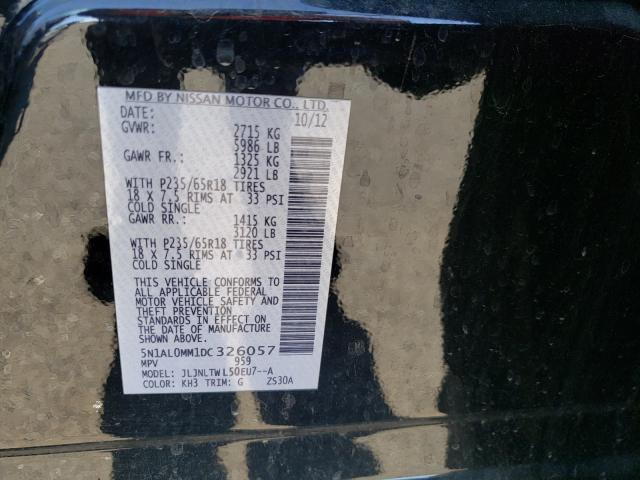 MFD BY NISSAN MOTOR CO., LTD.
DATE: 10/12
GVWR: 2715 KG
5986 LB
GAWR FR.: 1325 KG
2921 LB
WITH P235/65R18 TIRES
18 X 7.5 RIMS AT 33 PSI
COLD SINGLE
GAWR RR.: 1415 KG
3120 LB
WITH P235/65R18 TIRES
18 X 7.5 RIMS AT 33 PSI
COLD SINGLE
THIS VEHICLE CONFORMS TO
ALL APPLICABLE FEDERAL
MOTOR VEHICLE SAFETY AND
THEFT PREVENTION
STANDARDS IN EFFECT ON
THE DATE OF MANUFACTURE
SHOWN ABOVE.
5N1AL0MM1DC326057
MPV 959
MODEL: JLJNLTWL50EU7--A
COLOR: KH3 TRIM: G ZS30A